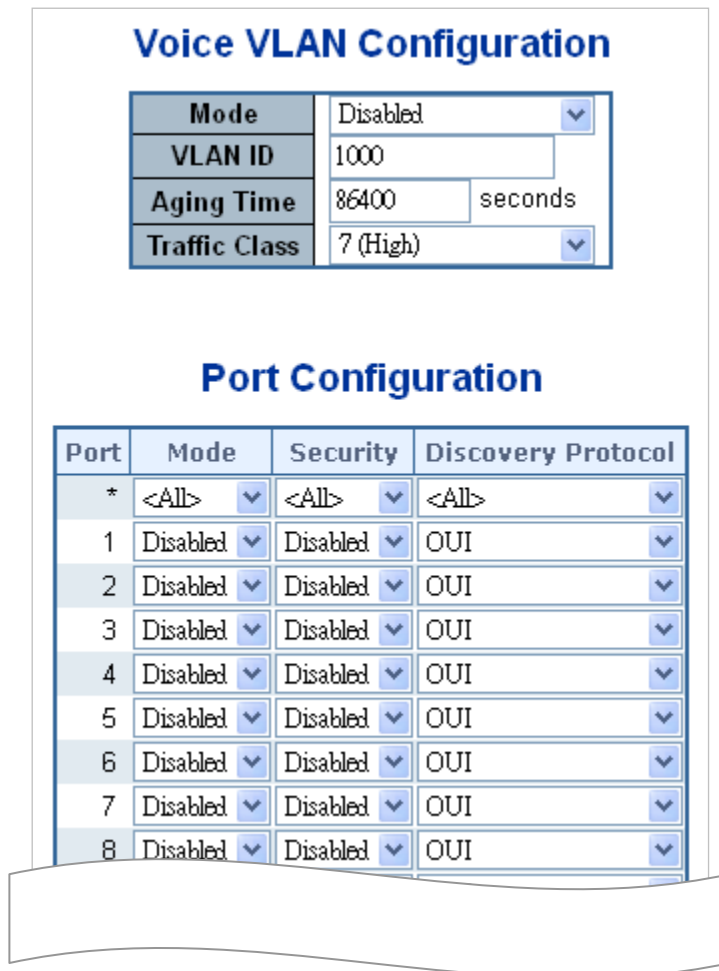 Voice VLAN Configuration
Mode Disabled
VLAN ID 1000
Aging Time 86400 seconds
Traffic Class 7 (High)
Port Configuration
Port Mode Security Discovery Protocol
* <All> <All> <All>
1 Disabled Disabled OUI
2 Disabled Disabled OUI
3 Disabled Disabled OUI
4 Disabled Disabled OUI
5 Disabled Disabled OUI
6 Disabled Disabled OUI
7 Disabled Disabled OUI
8 Disabled Disabled OUI